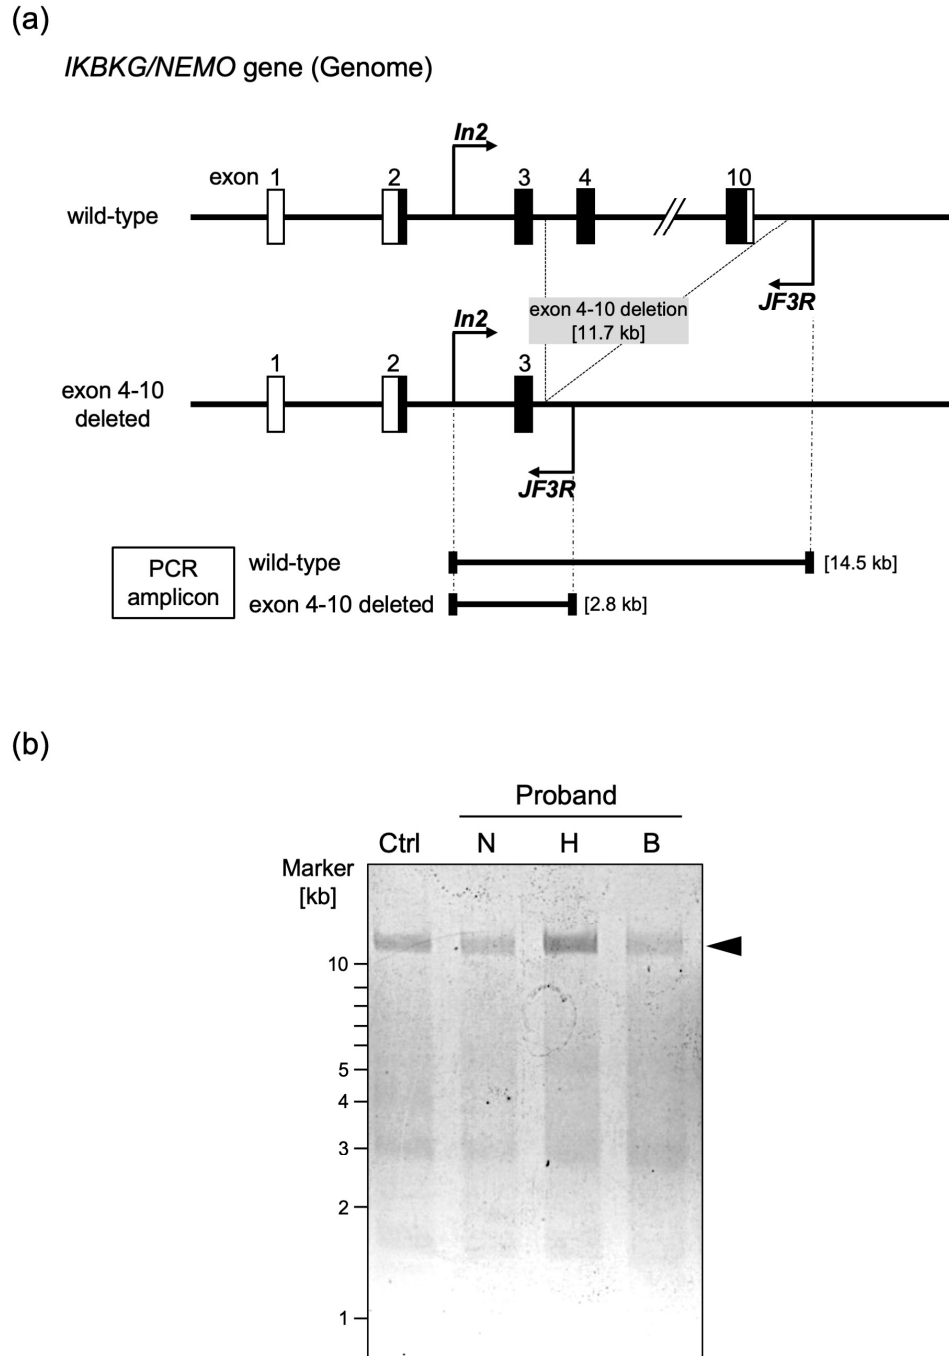 (a)
IKBKG/NEMO gene (Genome)
In2
exon 1 2 3 4 10
wild-type
JF3R
exon 4-10 deletion
[11.7 kb]
In2
1 2 3
exon 4-10
deleted
JF3R
PCR
amplicon
wild-type [14.5 kb]
exon 4-10 deleted [2.8 kb]
(b)
Proband
Ctrl N H B
Marker
[kb]
10
5
4
3
2
1